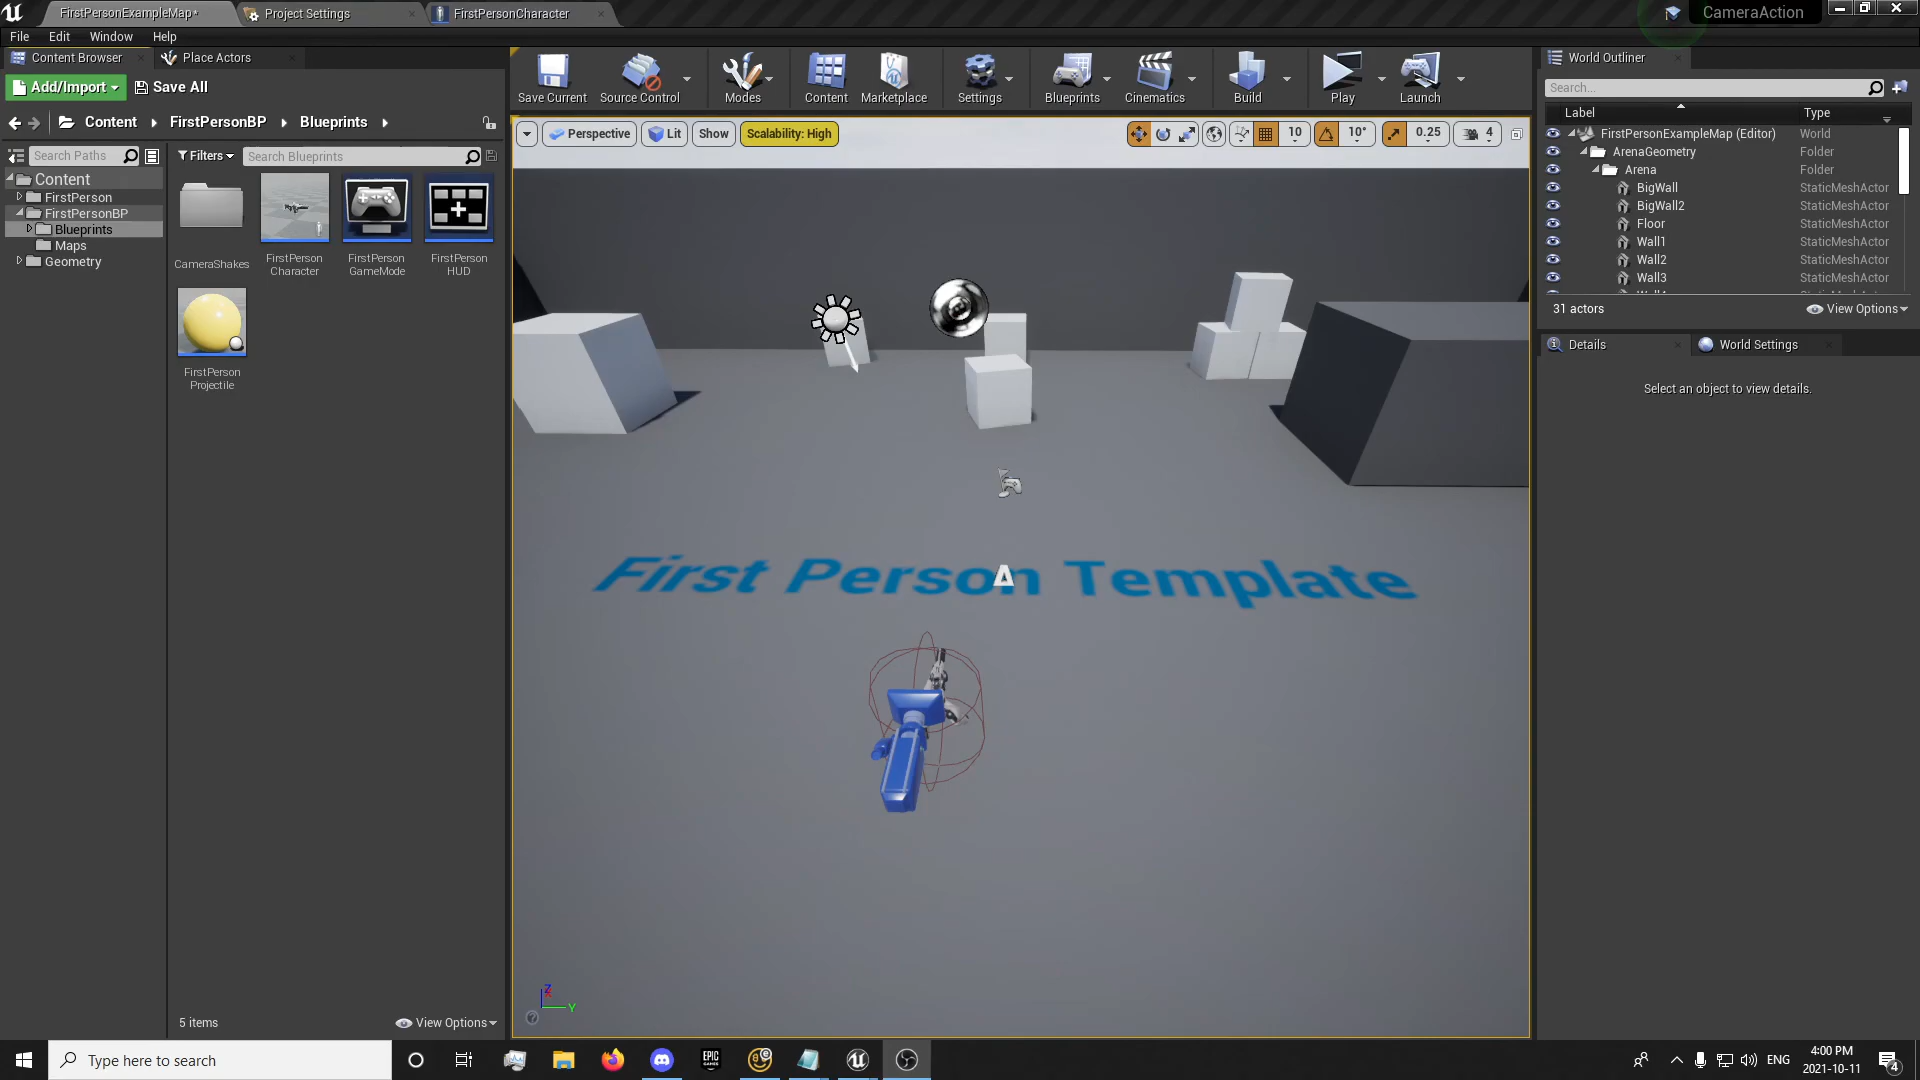 FirstPersonExampleMap*
Project Settings
FirstPersonCharacter
CameraAction
File
Edit
Window
Help
Content Browser
Place Actors
Add/Import
Save All
Content
FirstPersonBP
Blueprints
Search Paths
Filters
Search Blueprints
Content
FirstPerson
FirstPersonBP
Blueprints
Maps
Geometry
CameraShakes
FirstPerson
Character
FirstPerson
GameMode
FirstPerson
HUD
FirstPerson
Projectile
5 items
View Options
Save Current
Source Control
Modes
Content
Marketplace
Settings
Blueprints
Cinematics
Build
Play
Launch
Perspective
Lit
Show
Scalability: High
10
10°
0.25
4
First Person Template
Z
Y
World Outliner
Search...
Label
Type
FirstPersonExampleMap (Editor)
World
ArenaGeometry
Folder
Arena
Folder
BigWall
StaticMeshActor
BigWall2
StaticMeshActor
Floor
StaticMeshActor
Wall1
StaticMeshActor
Wall2
StaticMeshActor
Wall3
StaticMeshActor
31 actors
View Options
Details
World Settings
Select an object to view details.
Type here to search
EPIC
GAMES
ENG
4:00 PM
2021-10-11
4